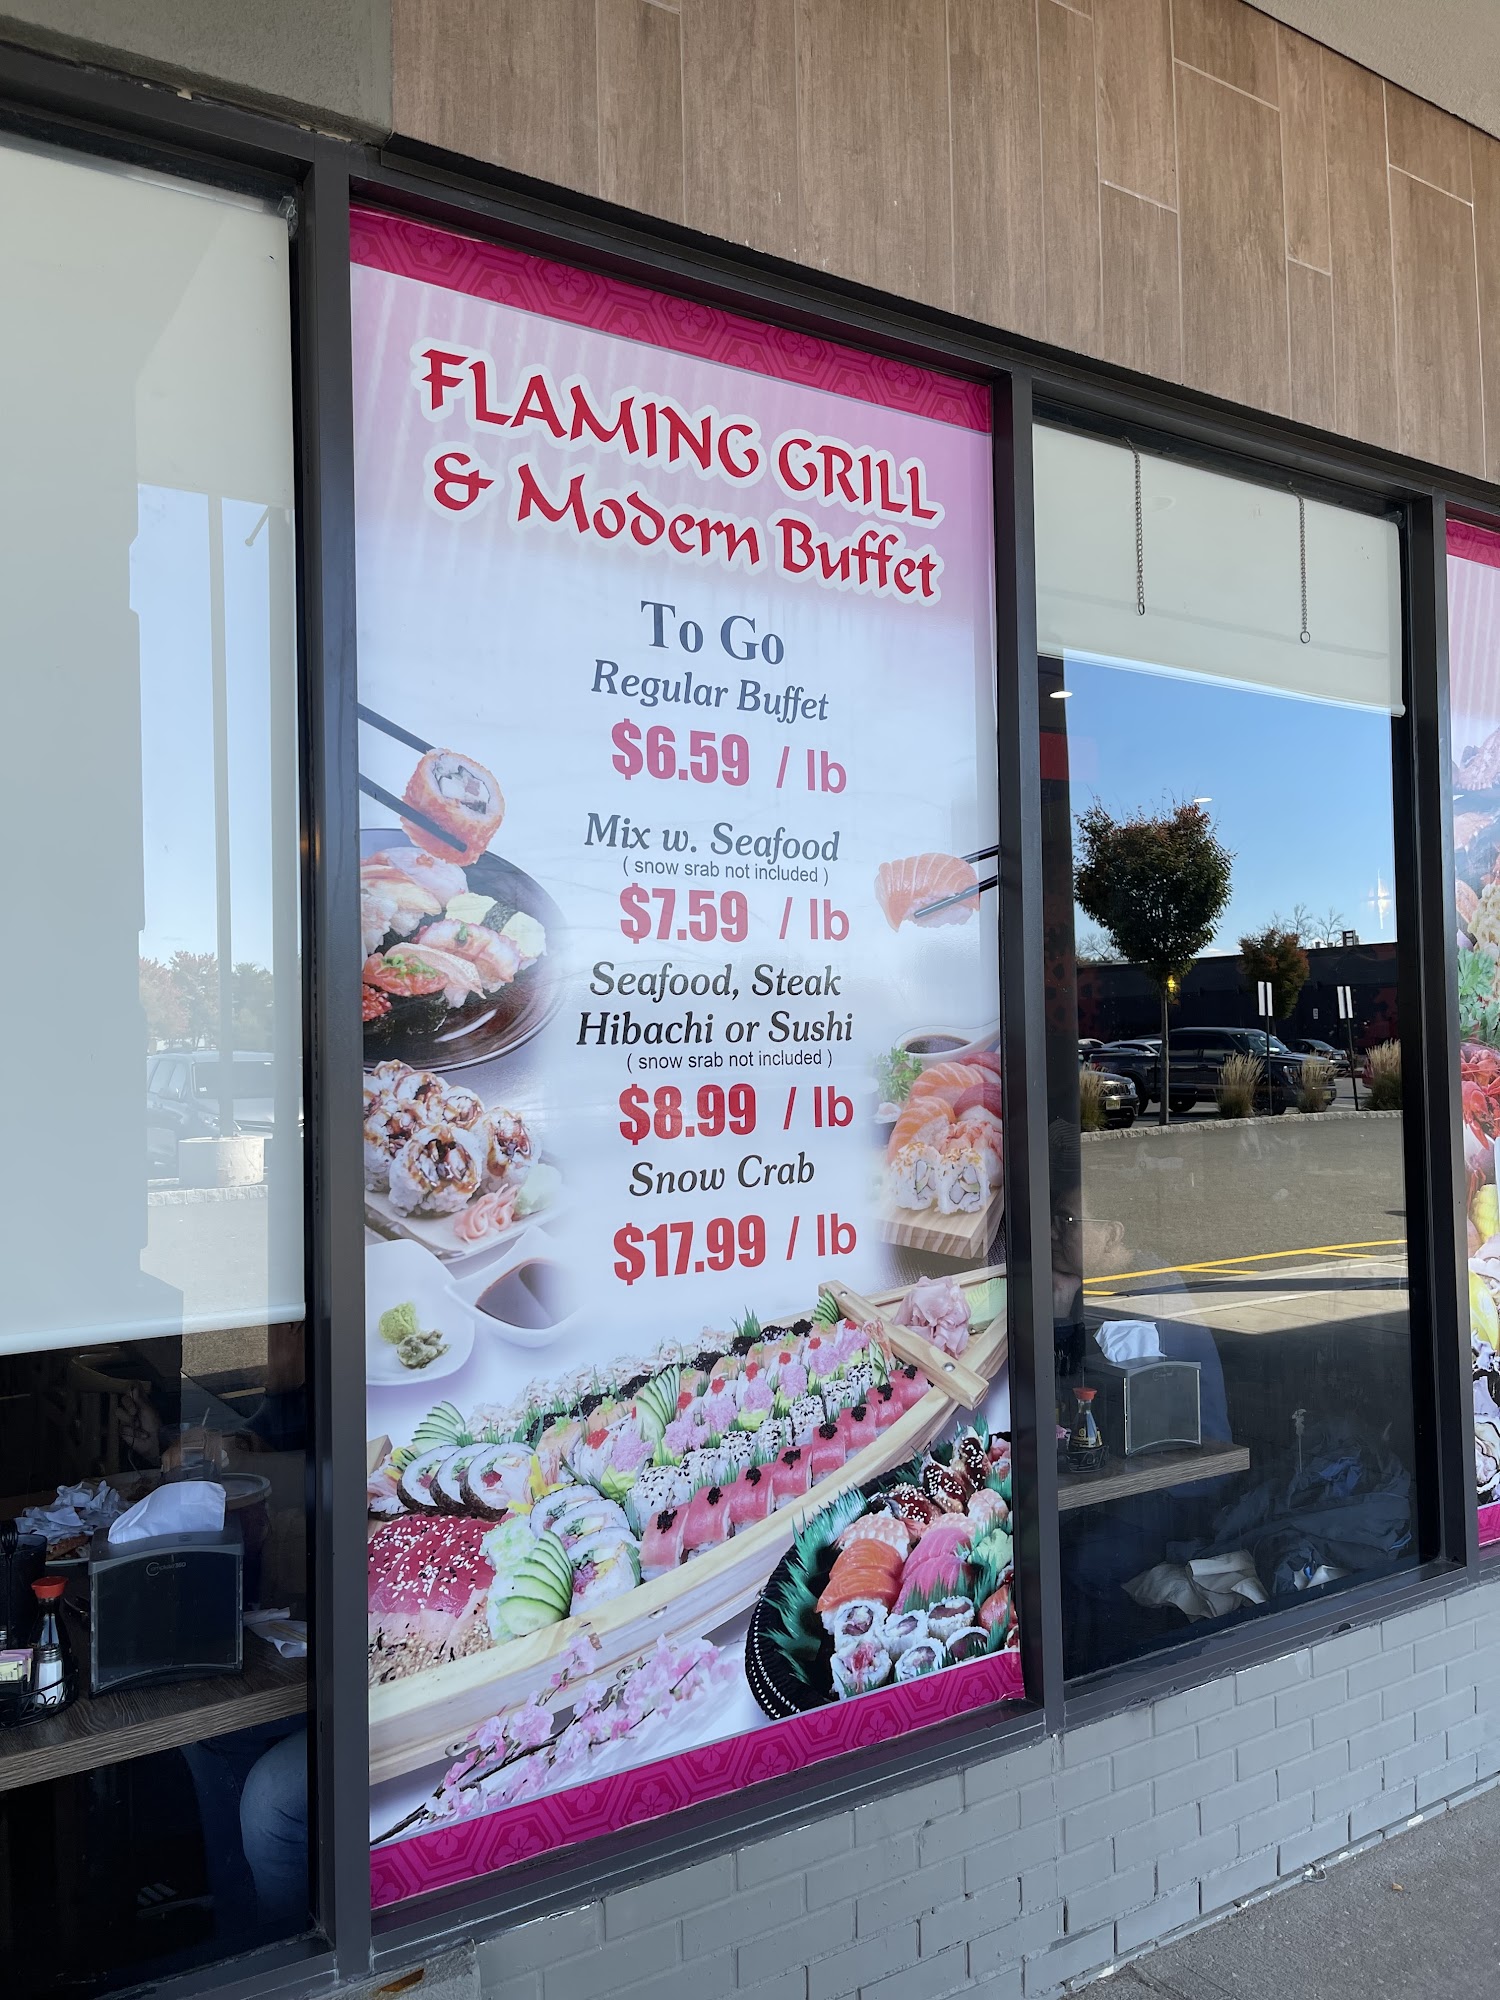 FLAMING GRILL
& Modern Buffet
To Go
Regular Buffet
$6.59 / lb
Mix w. Seafood
( snow srab not included )
$7.59 / lb
Seafood, Steak
Hibachi or Sushi
( snow srab not included )
$8.99 / lb
Snow Crab
$17.99 / lb